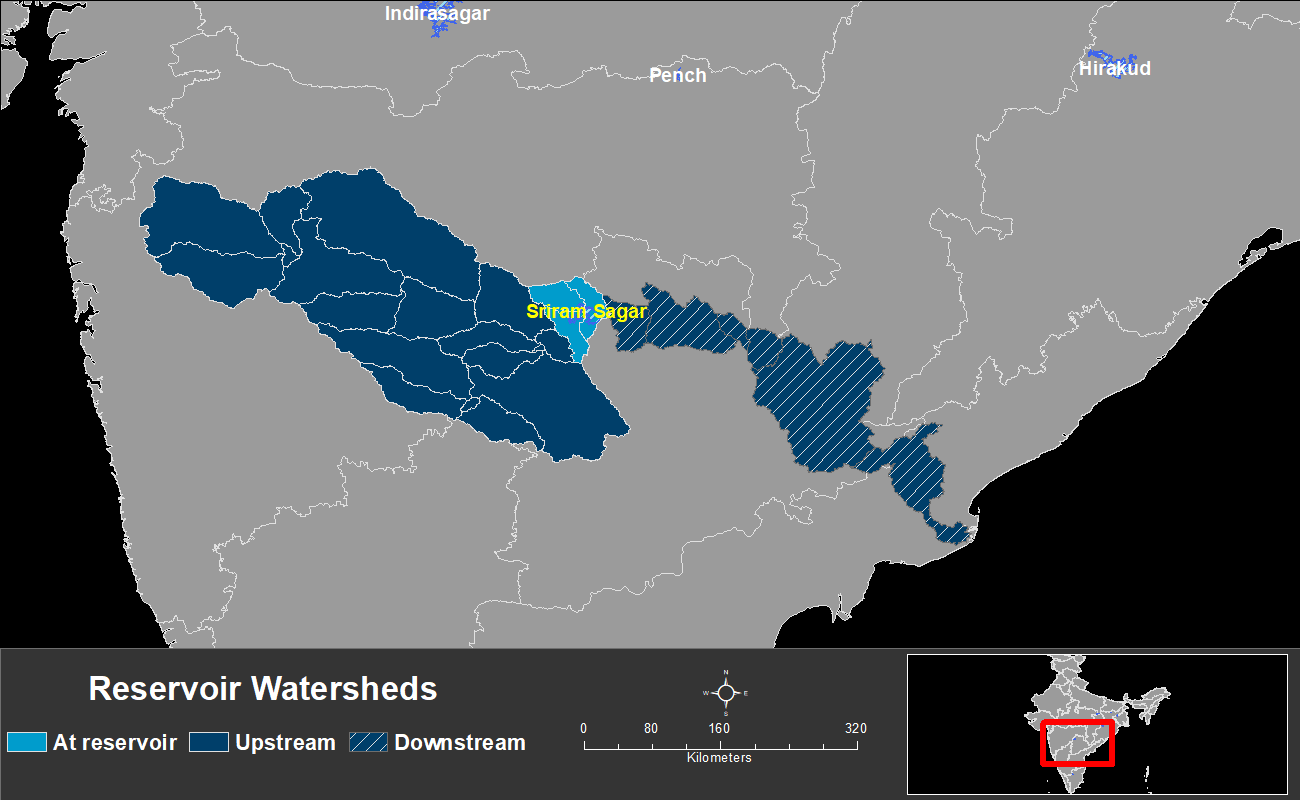 Indirasagar
Pench
Hirakud
Sriram Sagar
Reservoir Watersheds
At reservoir
Upstream
Downstream
N
W E
S
0 80 160 320
Kilometers